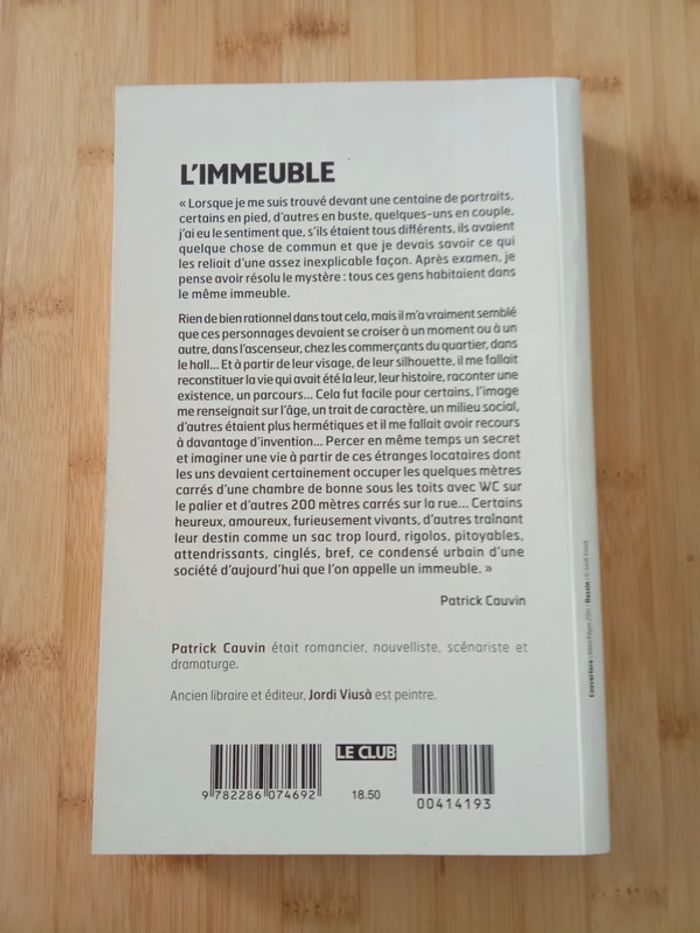 L'IMMEUBLE
« Lorsque je me suis trouvé devant une centaine de portraits,
certains en pied, d'autres en buste, quelques-uns en couple,
j'ai eu le sentiment que, s'ils étaient tous différents, ils avaient
quelque chose de commun et que je devais savoir ce qui
les reliait d'une assez inexplicable façon. Après examen, je
pense avoir résolu le mystère : tous ces gens habitaient dans
le même immeuble.
Rien de bien rationnel dans tout cela, mais il m'a vraiment semblé
que ces personnages devaient se croiser à un moment ou à un
autre, dans l'ascenseur, chez les commerçants du quartier, dans
le hall... Et à partir de leur visage, de leur silhouette, il me fallait
reconstituer la vie qui avait été la leur, leur histoire, raconter une
existence, un parcours... Cela fut facile pour certains, l'image
me renseignait sur l'âge, un trait de caractère, un milieu social,
d'autres étaient plus hermétiques et il me fallait avoir recours
à davantage d'invention... Percer en même temps un secret
et imaginer une vie à partir de ces étranges locataires dont
les uns devaient certainement occuper les quelques mètres
carrés d'une chambre de bonne sous les toits avec WC sur
le palier et d'autres 200 mètres carrés sur la rue... Certains
heureux, amoureux, furieusement vivants, d'autres traînant
leur destin comme un sac trop lourd, rigolos, pitoyables,
attendrissants, cinglés, bref, ce condensé urbain d'une
société d'aujourd'hui que l'on appelle un immeuble. »
Patrick Cauvin
Patrick Cauvin était romancier, nouvelliste, scénariste et
dramaturge.
Ancien libraire et éditeur, Jordi Viusà est peintre.
LE CLUB
9 782286 074692
18.50
00414193
Couverture : Dessin : © Jordi Viusà